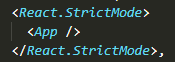 <React.StrictMode>
  <App />
</React.StrictMode>,